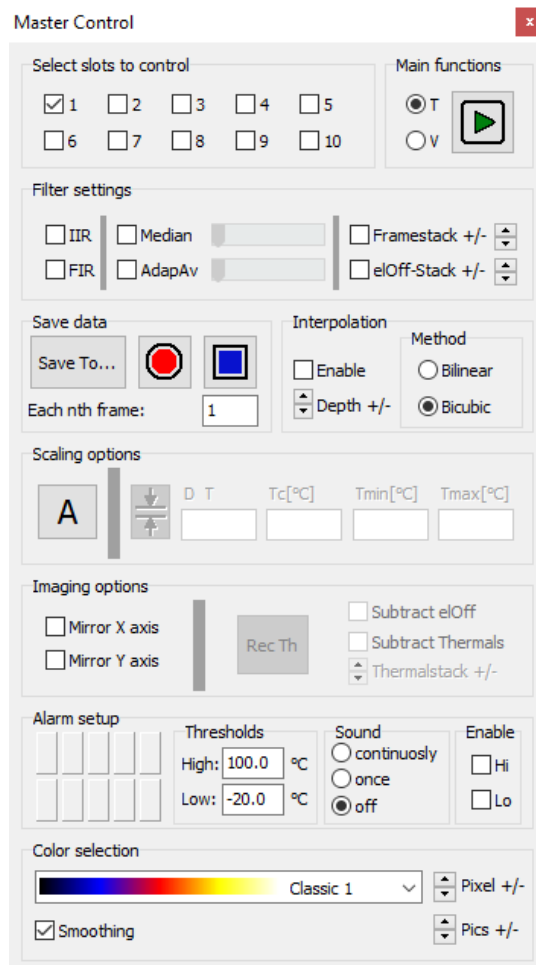 Master Control
x
Select slots to control
Main functions
1 2 3 4 5
T
6 7 8 9 10
V
Filter settings
IIR Median Framestack +/-
FIR AdapAv elOff-Stack +/-
Save data
Save To...
Each nth frame: 1
Interpolation
Method
Enable
Bilinear
Depth +/-
Bicubic
Scaling options
A
D T Tc[°C] Tmin[°C] Tmax[°C]
Imaging options
Mirror X axis
Mirror Y axis
Rec Th
Subtract elOff
Subtract Thermals
Thermalstack +/-
Alarm setup
Thresholds
High: 100.0 °C
Low: -20.0 °C
Sound
continuosly
once
off
Enable
Hi
Lo
Color selection
Classic 1
Pixel +/-
Smoothing
Pics +/-